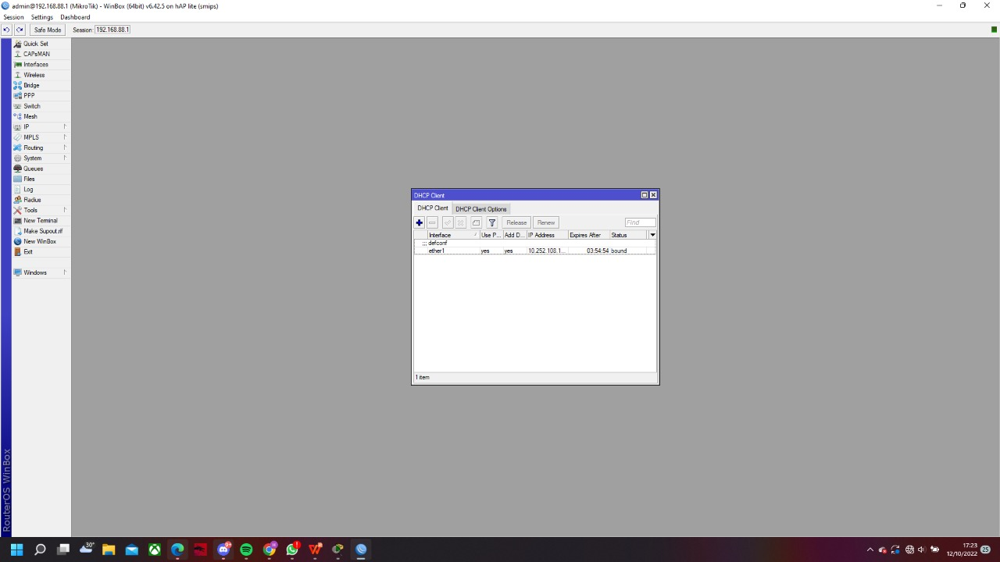 admin@192.168.88.1 (MikroTik) - WinBox (64bit) v6.42.5 on hAP lite (smips)
Session Settings Dashboard
Safe Mode Session: 192.168.88.1
Quick Set
CAPsMAN
Interfaces
Wireless
Bridge
PPP
Switch
Mesh
IP
MPLS
Routing
System
Queues
Files
Log
Radius
Tools
New Terminal
Make Supout.rif
New WinBox
Exit
Windows
RouterOS WinBox
DHCP Client
DHCP Client DHCP Client Options
Release Renew Find
Interface Use P... Add D... IP Address Expires After Status
;;; defconf
ether1 yes yes 10.252.108.1... 03:54:54 bound
1 item
30°
17:23
12/10/2022
25